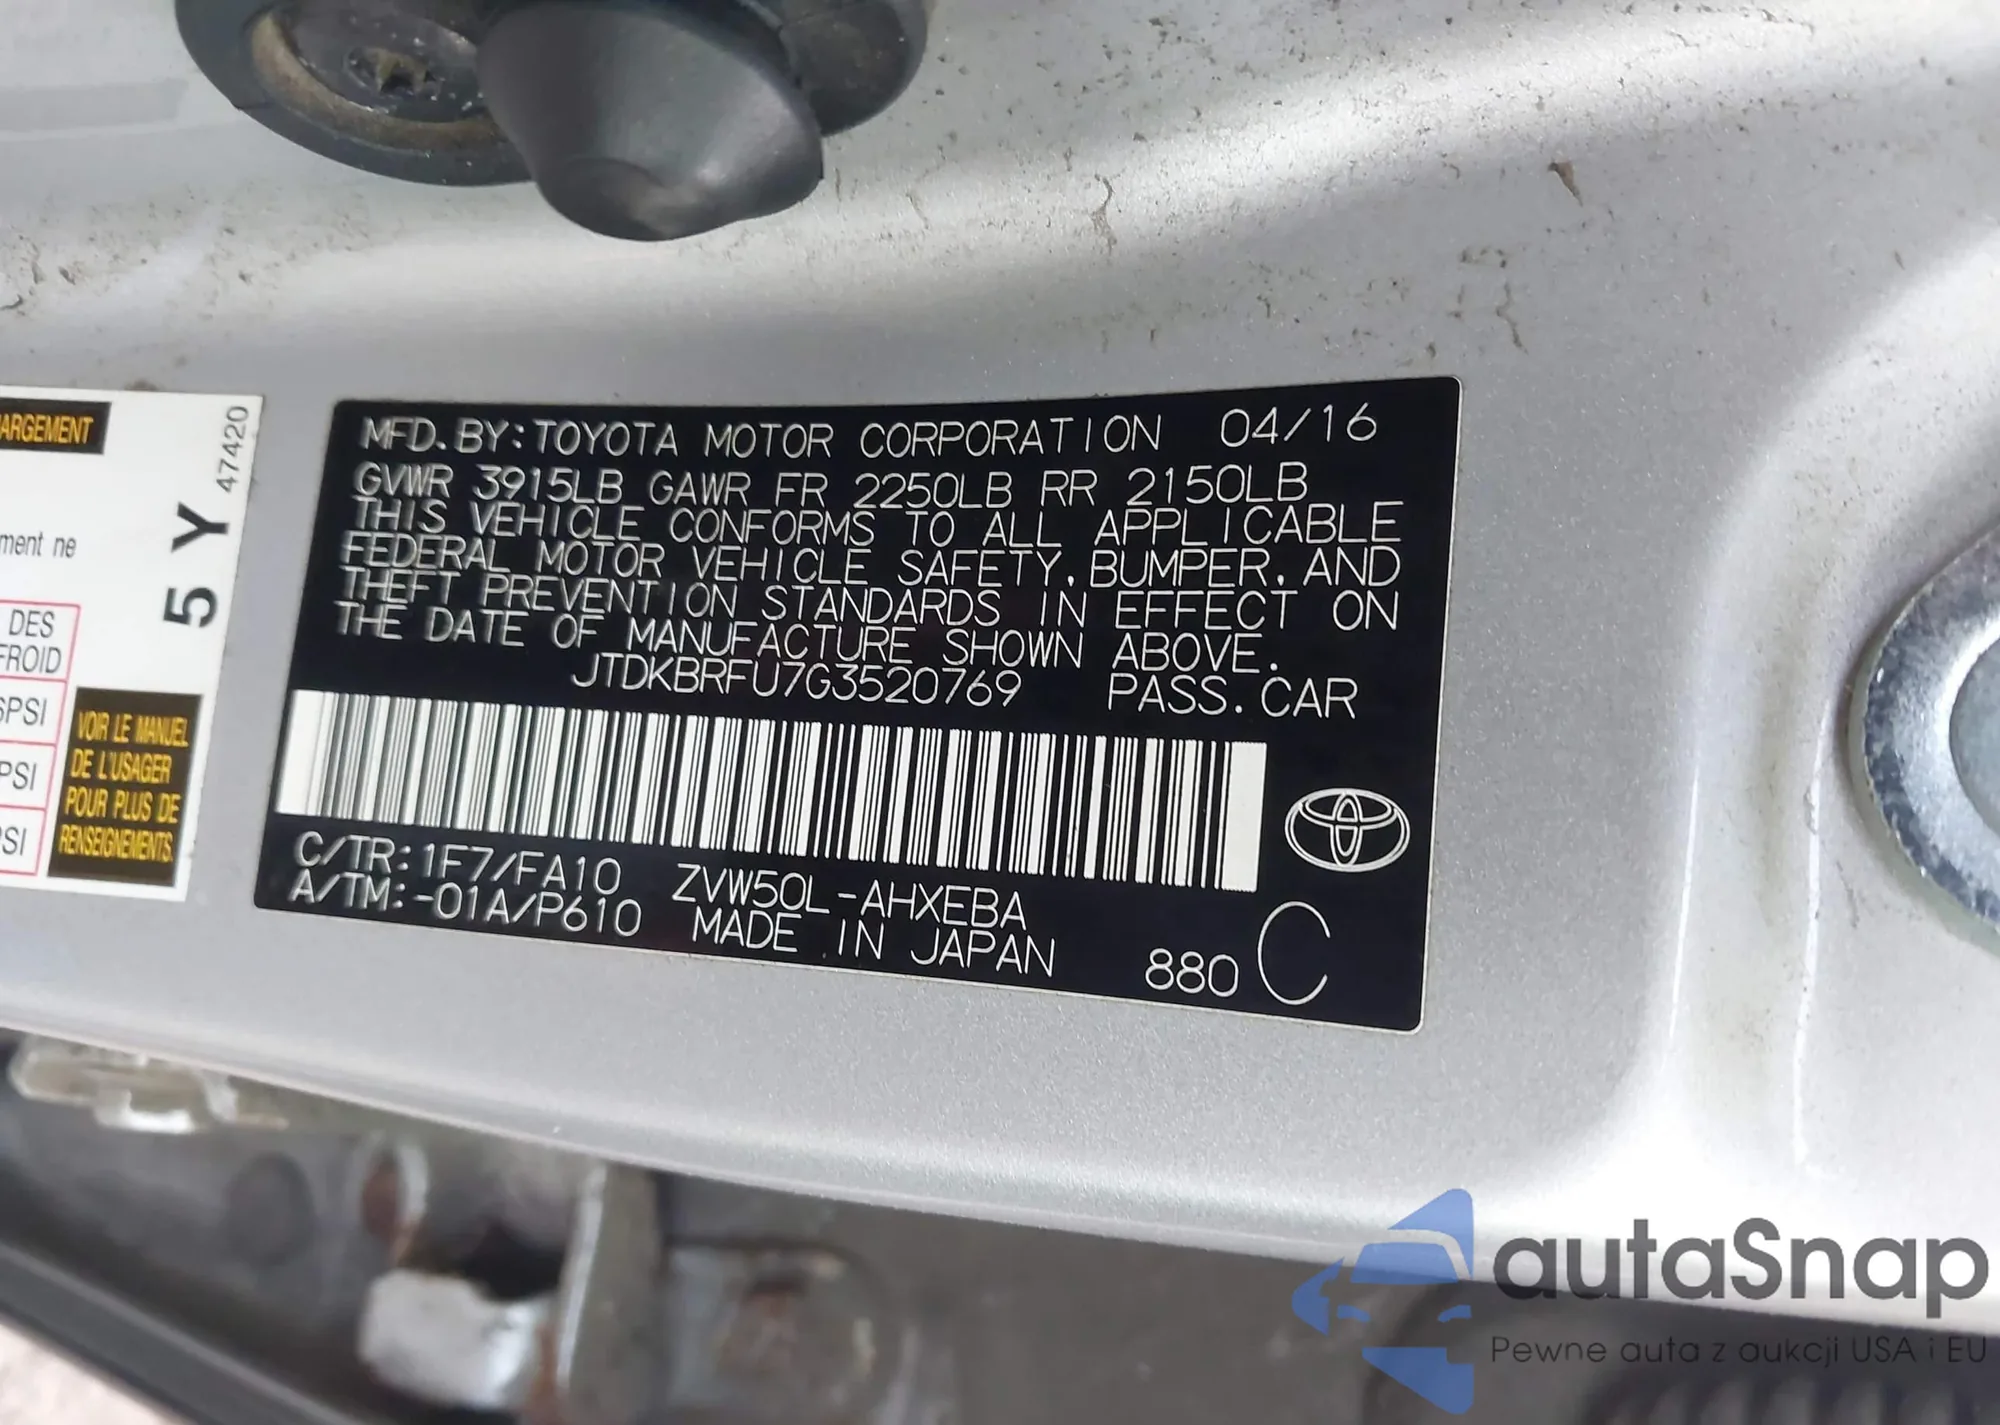 ARGEMENT
47420
5 Y
ment ne
DES
FROID
PSI
PSI
PSI
VOIR LE MANUEL
DE L'USAGER
POUR PLUS DE
RENSEIGNEMENTS.
MFD. BY: TOYOTA MOTOR CORPORATION 04/16
GVWR 3915LB GAWR FR 2250LB RR 2150LB
THIS VEHICLE CONFORMS TO ALL APPLICABLE
FEDERAL MOTOR VEHICLE SAFETY, BUMPER, AND
THEFT PREVENTION STANDARDS IN EFFECT ON
THE DATE OF MANUFACTURE SHOWN ABOVE.
JTDKBRFU7G3520769 PASS. CAR
C/TR: 1F7/FA10 ZVW50L-AHXEBA
A/TM: -01A/P610 MADE IN JAPAN 880 C
autaSnap
Pewne auta z aukcji USA i EU